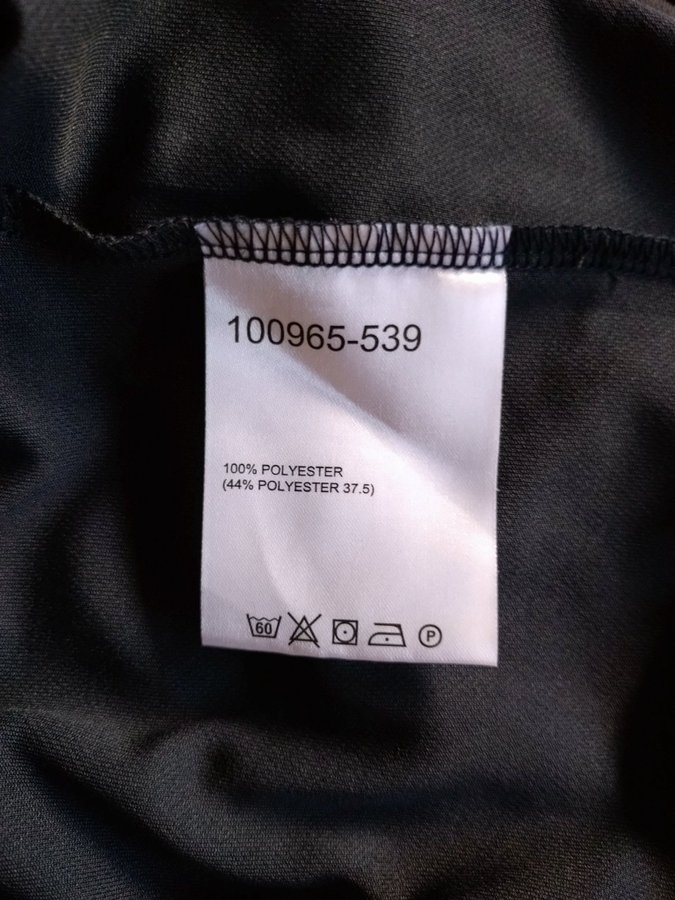 100965-539
100% POLYESTER
(44% POLYESTER 37.5)
60
P